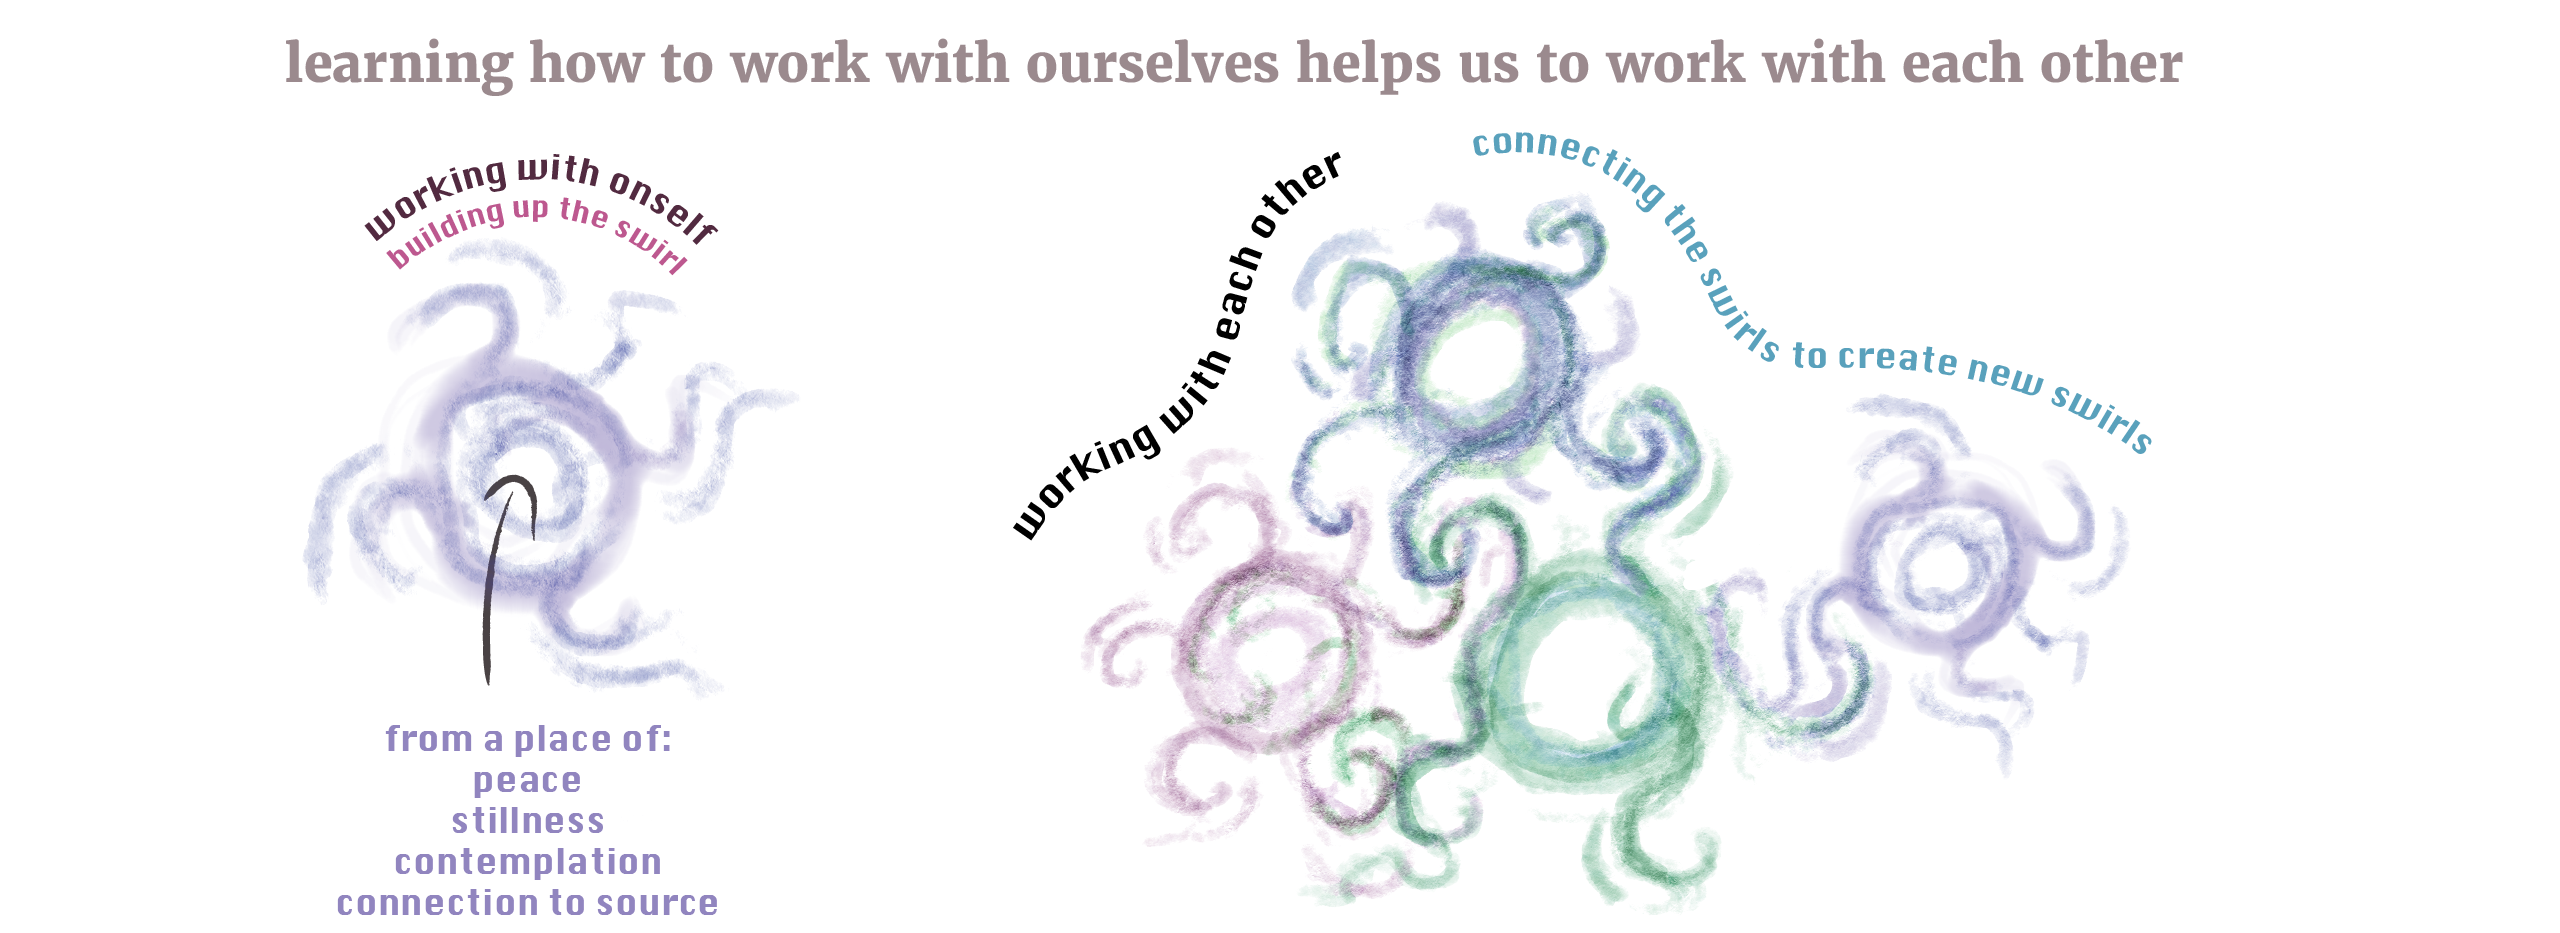 learning how to work with ourselves helps us to work with each other
working with onself
building up the swirl
from a place of:
peace
stillness
contemplation
connection to source
working with each other
connecting the swirls to create new swirls